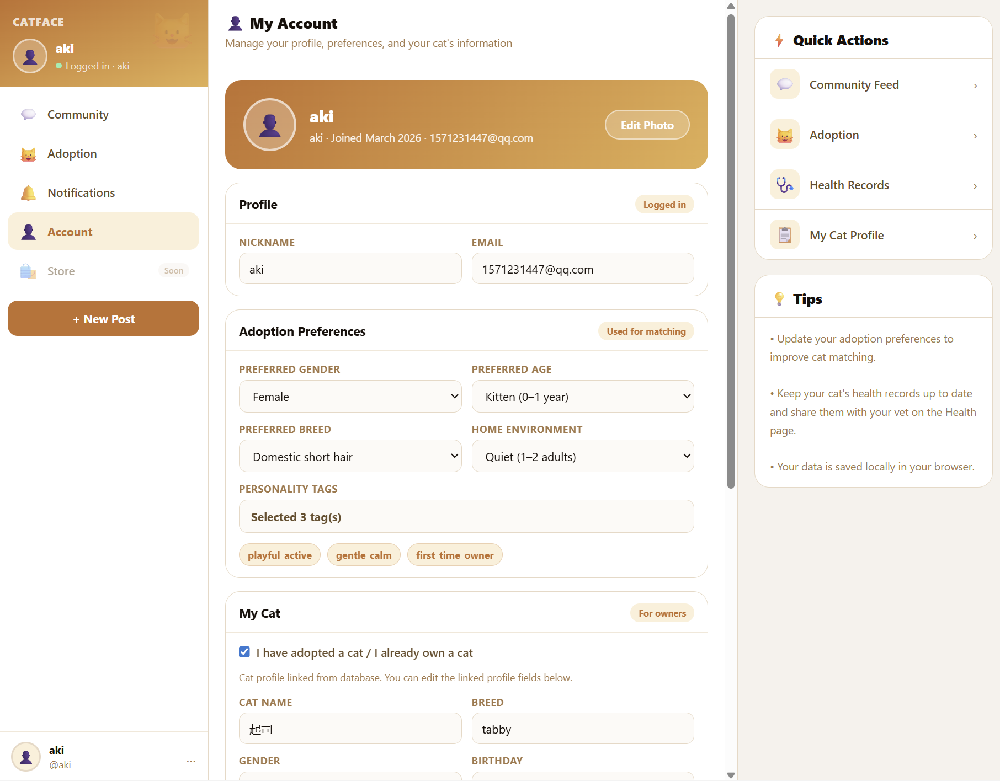 CATFACE
aki
Logged in · aki
Community
Adoption
Notifications
Account
Store
Soon
+ New Post
aki
@aki
...
My Account
Manage your profile, preferences, and your cat's information
aki
aki · Joined March 2026 · 1571231447@qq.com
Edit Photo
Profile
Logged in
NICKNAME
EMAIL
aki
1571231447@qq.com
Adoption Preferences
Used for matching
PREFERRED GENDER
PREFERRED AGE
Female
Kitten (0–1 year)
PREFERRED BREED
HOME ENVIRONMENT
Domestic short hair
Quiet (1–2 adults)
PERSONALITY TAGS
Selected 3 tag(s)
playful_active
gentle_calm
first_time_owner
My Cat
For owners
I have adopted a cat / I already own a cat
Cat profile linked from database. You can edit the linked profile fields below.
CAT NAME
BREED
起司
tabby
GENDER
BIRTHDAY
Quick Actions
Community Feed ›
Adoption ›
Health Records ›
My Cat Profile ›
Tips
• Update your adoption preferences to
improve cat matching.
• Keep your cat's health records up to date
and share them with your vet on the Health
page.
• Your data is saved locally in your browser.